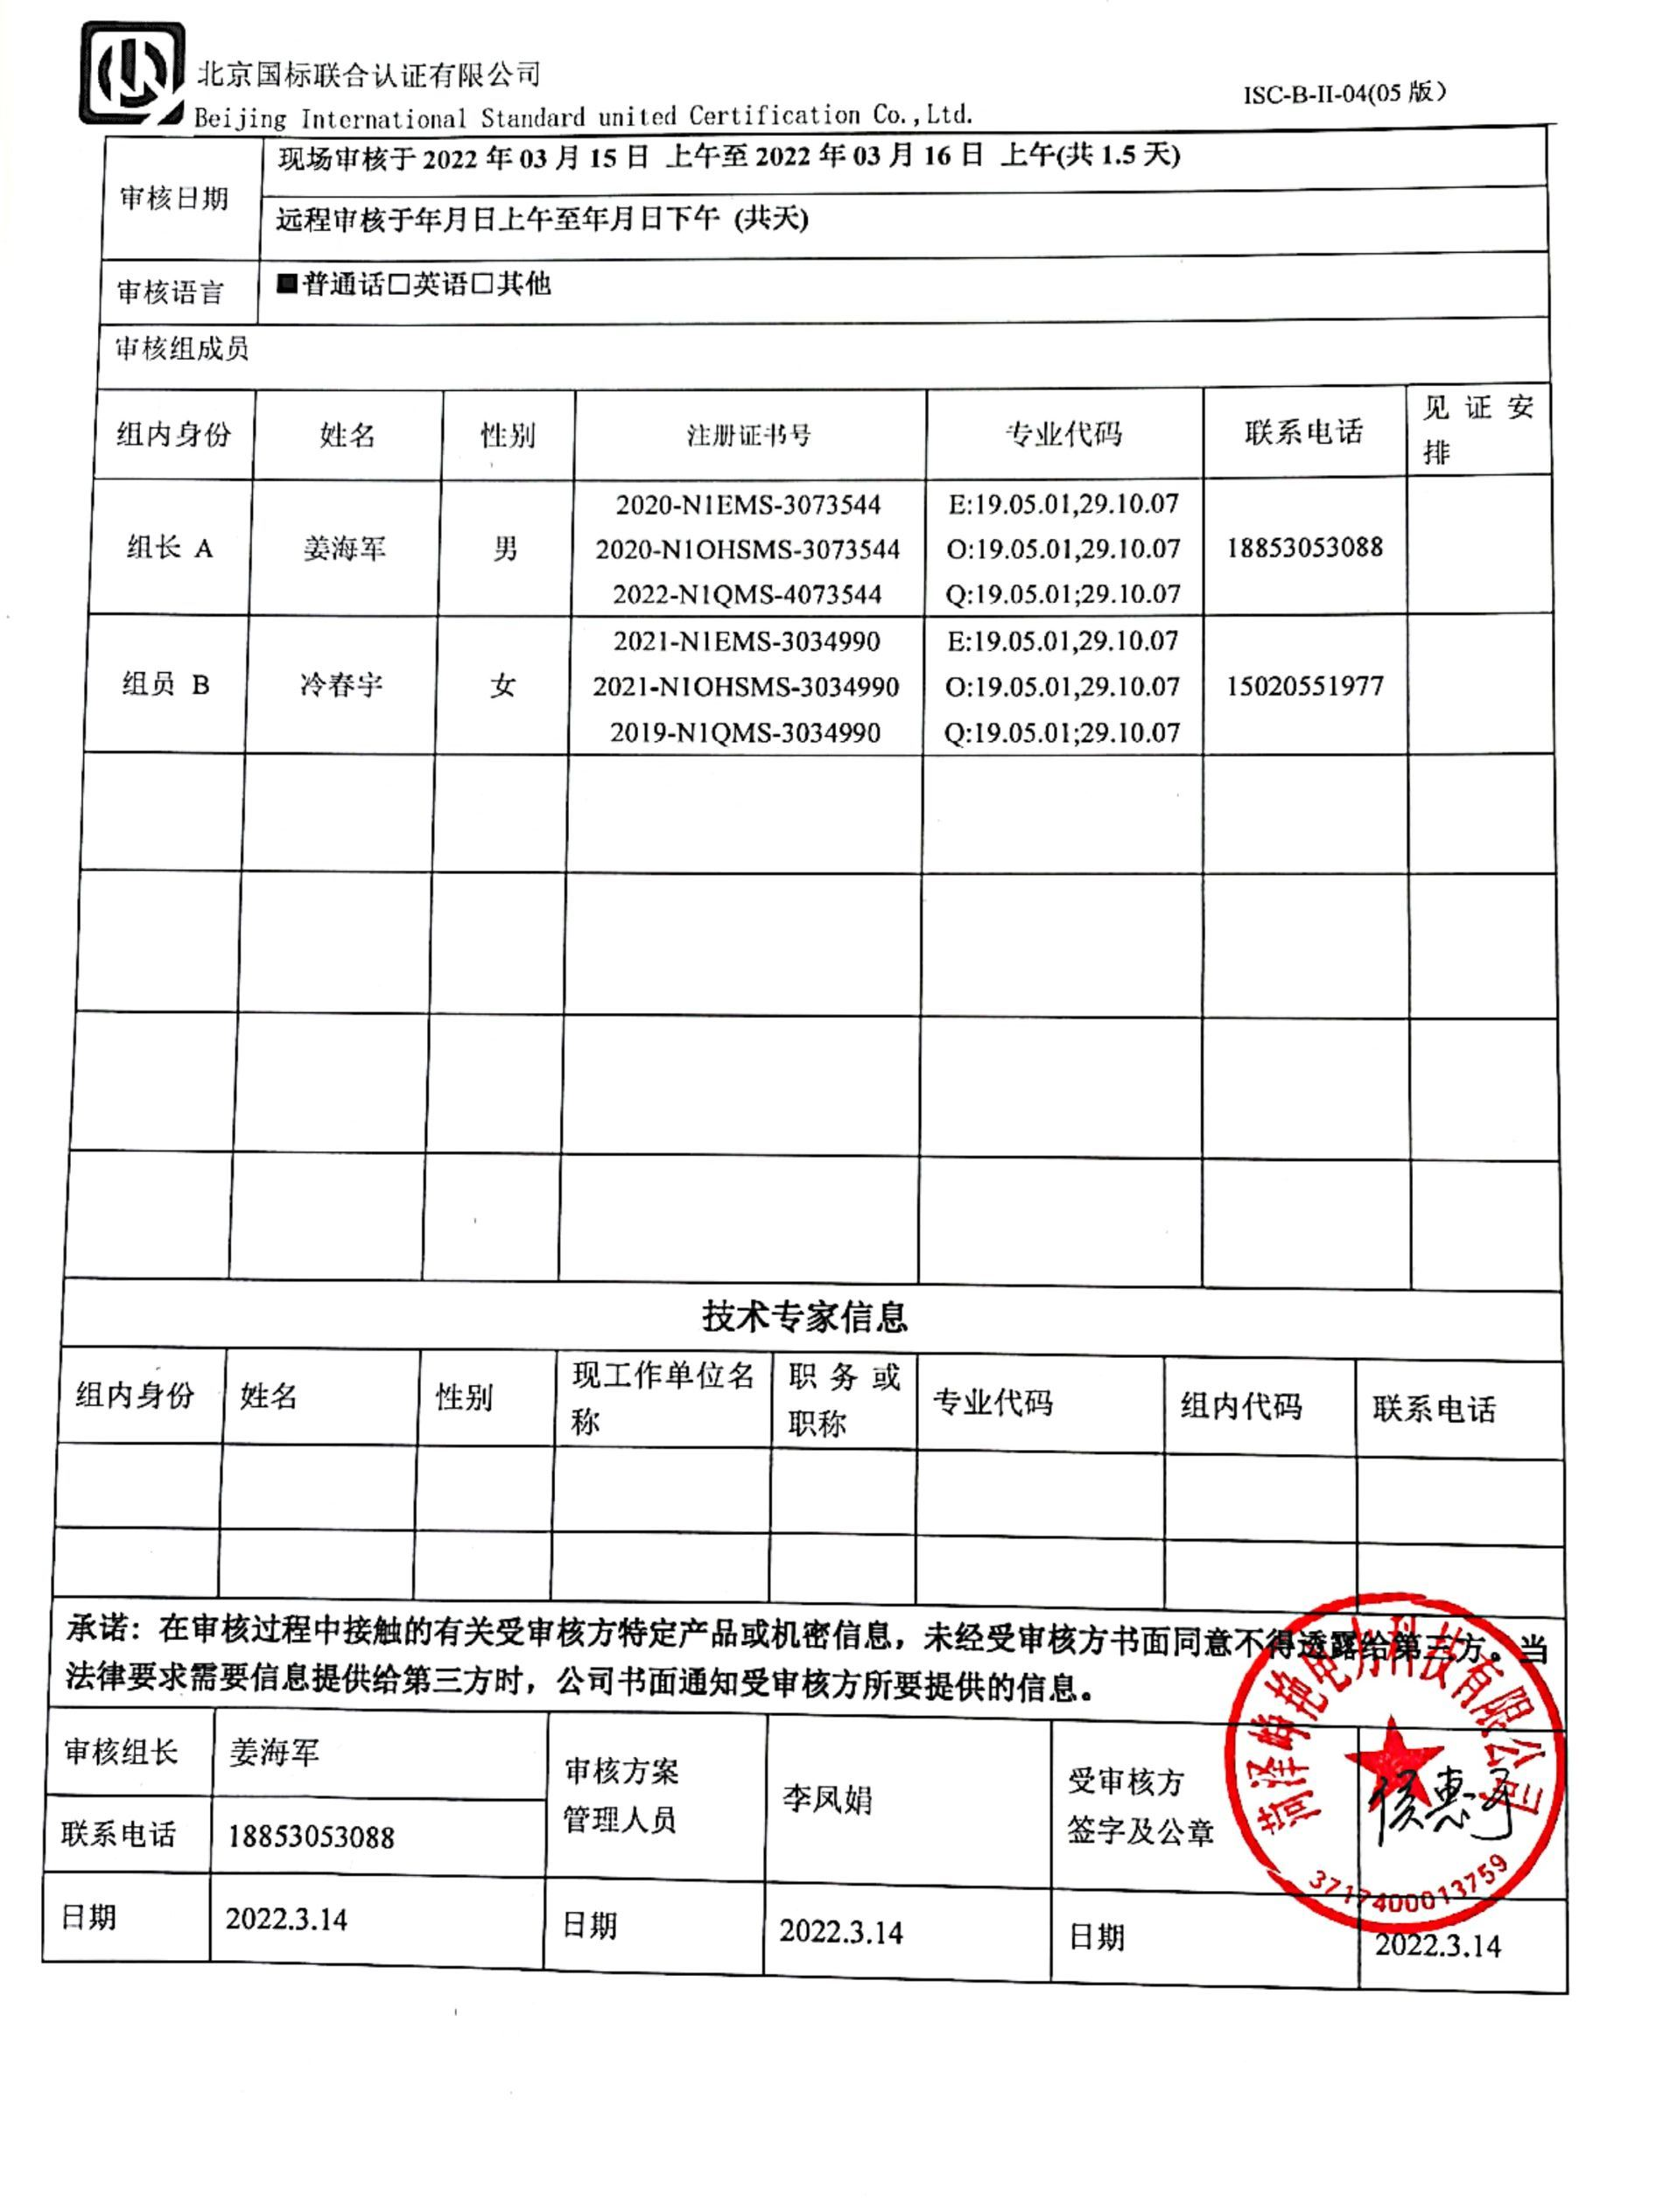 北京国标联合认证有限公司
Beijing International Standard united Certification Co.,Ltd.
ISC-B-II-04(05 版)
审核日期
现场审核于 2022 年 03 月 15 日 上午至 2022 年 03 月 16 日 上午(共 1.5 天)
远程审核于年月日上午至年月日下午 (共天)
审核语言
■普通话□英语□其他
审核组成员
组内身份 姓名 性别 注册证书号 专业代码 联系电话 见 证 安
排
2020-N1EMS-3073544 E:19.05.01,29.10.07
组长 A 姜海军 男 2020-N1OHSMS-3073544 O:19.05.01,29.10.07 18853053088
2022-N1QMS-4073544 Q:19.05.01;29.10.07
2021-N1EMS-3034990 E:19.05.01,29.10.07
组员 B 冷春宇 女 2021-N1OHSMS-3034990 O:19.05.01,29.10.07 15020551977
2019-N1QMS-3034990 Q:19.05.01;29.10.07
技术专家信息
组内身份 姓名 性别 现工作单位名
称
职 务 或
职称
专业代码 组内代码 联系电话
承诺：在审核过程中接触的有关受审核方特定产品或机密信息，未经受审核方书面同意不得透露给第三方。当
法律要求需要信息提供给第三方时，公司书面通知受审核方所要提供的信息。
审核组长 姜海军
联系电话 18853053088
审核方案
管理人员
李凤娟
受审核方
签字及公章
电力科技有限公司
3717400013759
日期 2022.3.14 日期 2022.3.14 日期 2022.3.14